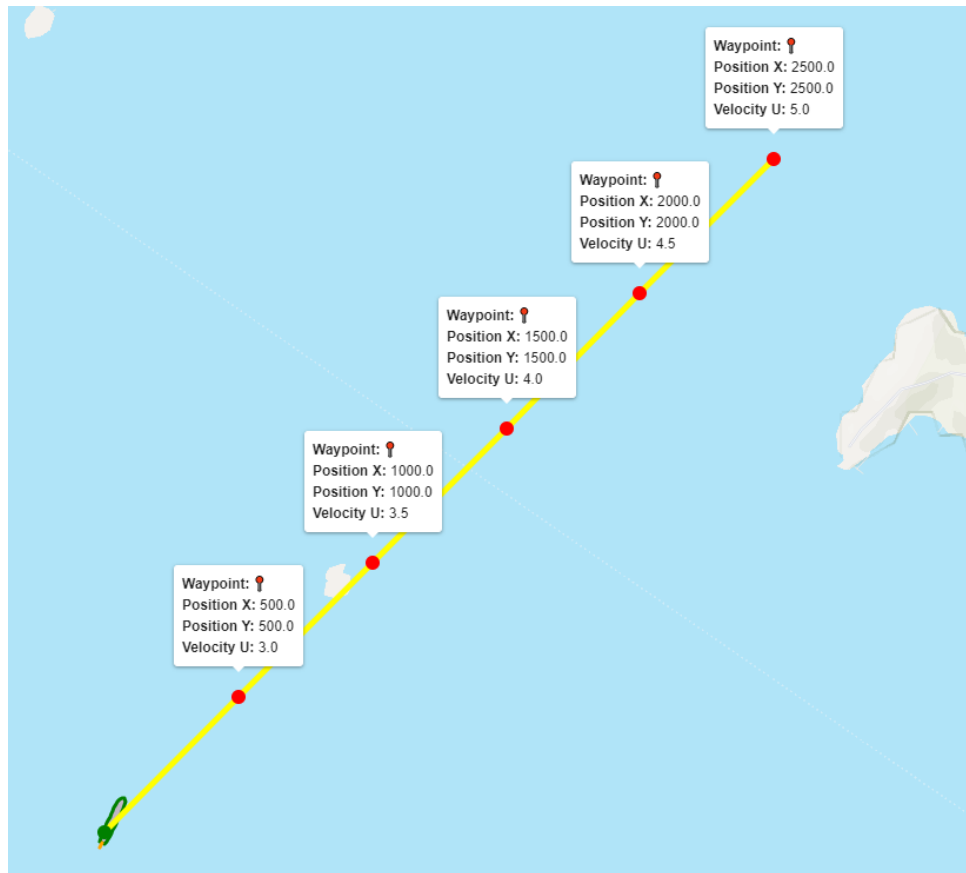 Waypoint:
Position X: 2500.0
Position Y: 2500.0
Velocity U: 5.0
Waypoint:
Position X: 2000.0
Position Y: 2000.0
Velocity U: 4.5
Waypoint:
Position X: 1500.0
Position Y: 1500.0
Velocity U: 4.0
Waypoint:
Position X: 1000.0
Position Y: 1000.0
Velocity U: 3.5
Waypoint:
Position X: 500.0
Position Y: 500.0
Velocity U: 3.0